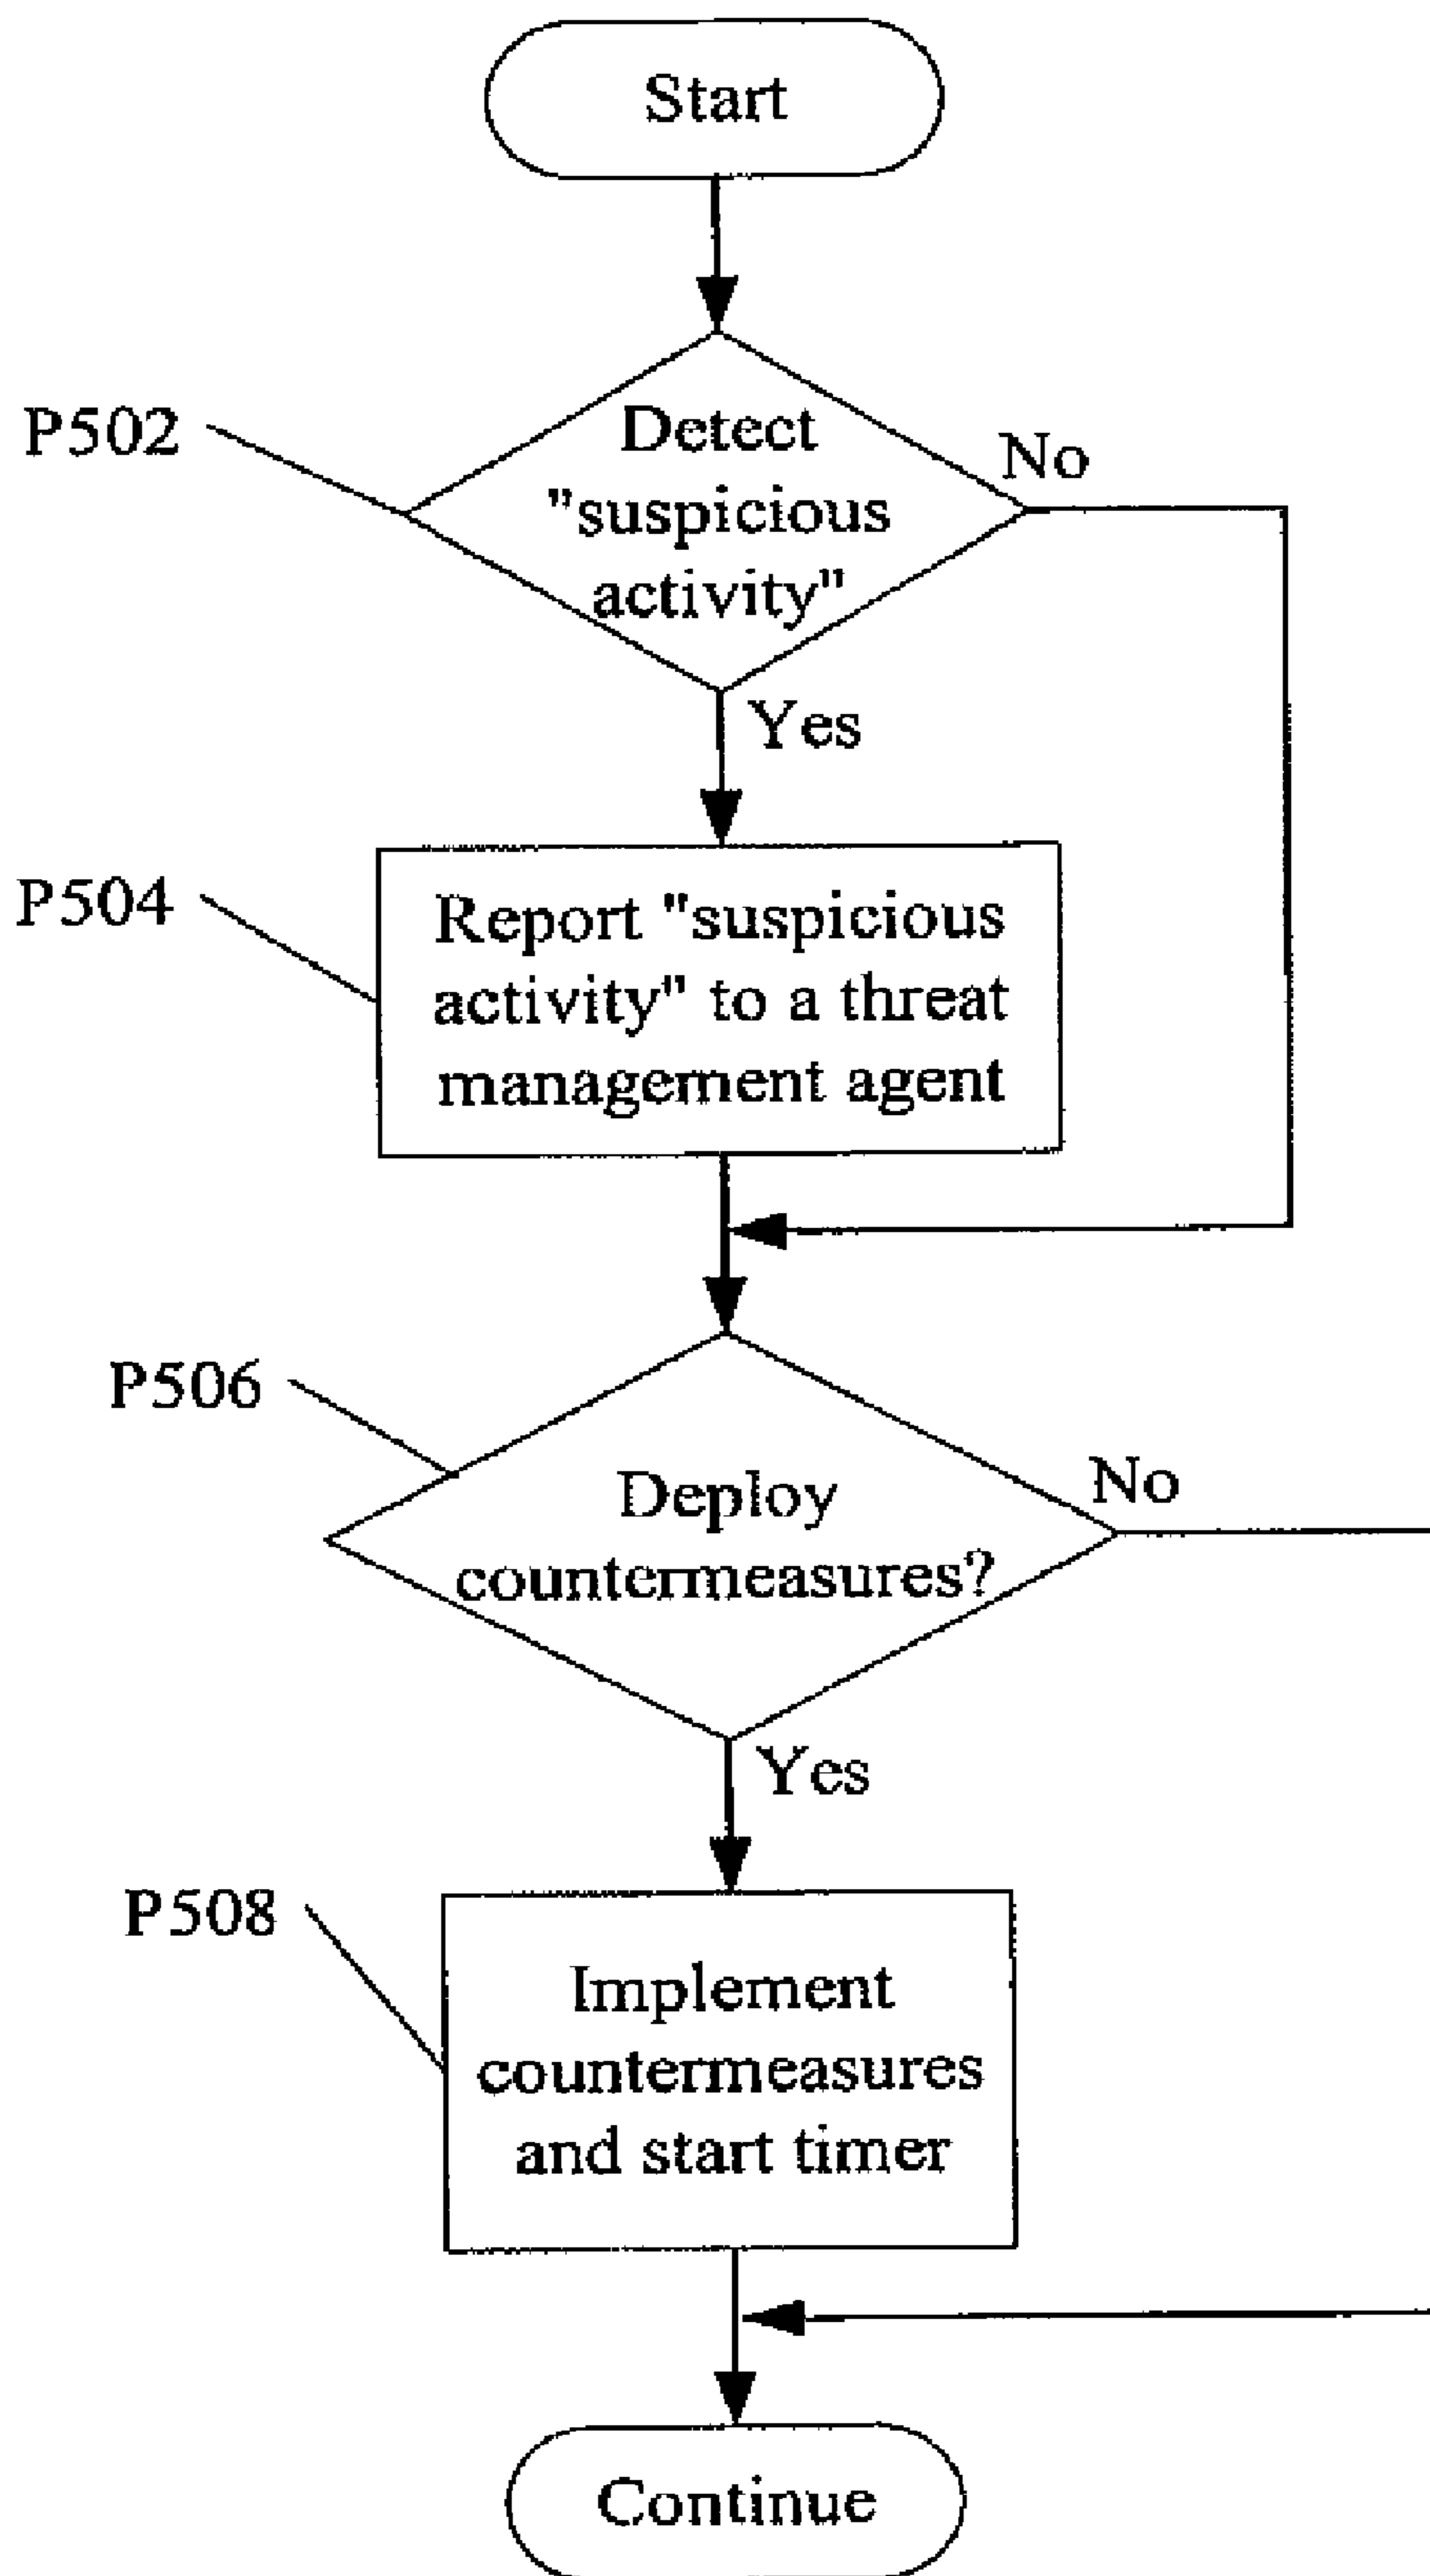 Start
P502
Detect
"suspicious
activity"
No
Yes
P504
Report "suspicious
activity" to a threat
management agent
P506
Deploy
countermeasures?
No
Yes
P508
Implement
countermeasures
and start timer
Continue